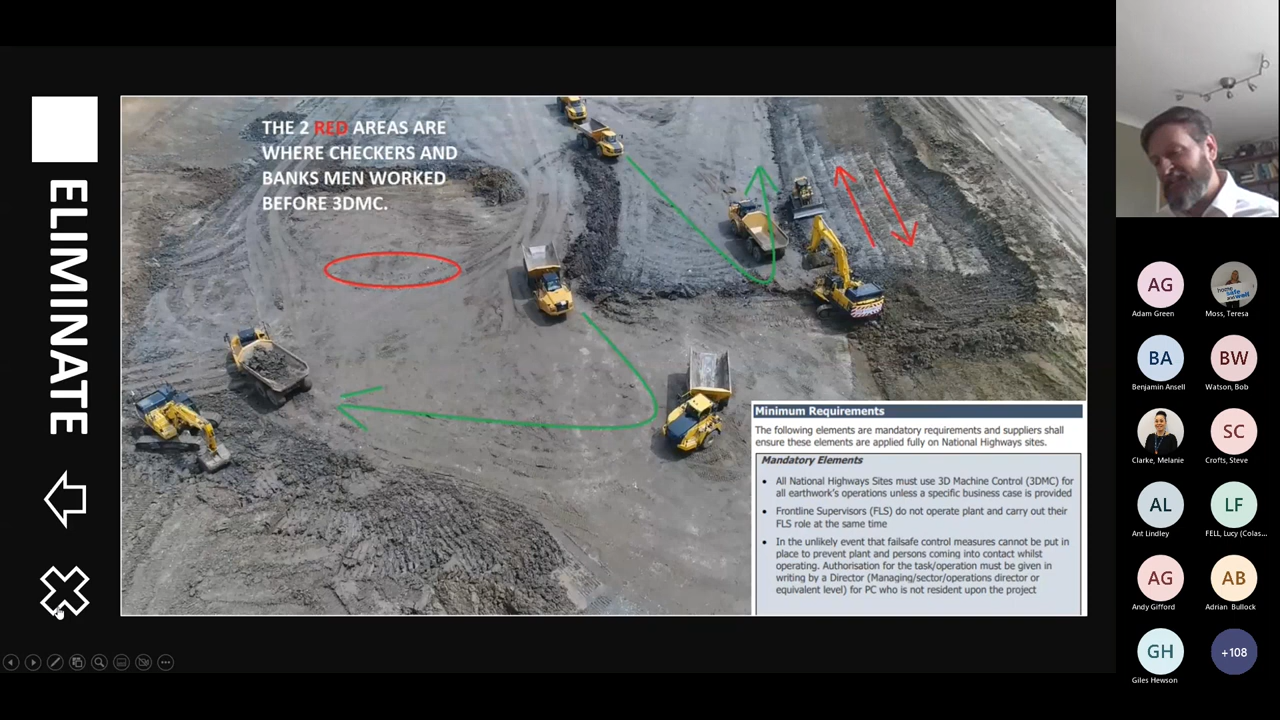 ELIMINATE
THE 2 RED AREAS ARE
WHERE CHECKERS AND
BANKS MEN WORKED
BEFORE 3DMC.
Minimum Requirements
The following elements are mandatory requirements and suppliers shall
ensure these elements are applied fully on National Highways sites.
Mandatory Elements
All National Highways Sites must use 3D Machine Control (3DMC) for
all earthwork's operations unless a specific business case is provided
Frontline Supervisors (FLS) do not operate plant and carry out their
FLS role at the same time
In the unlikely event that failsafe control measures cannot be put in
place to prevent plant and persons coming into contact whilst
operating. Authorisation for the task/operation must be given in
writing by a Director (Managing/sector/operations director or
equivalent level) for PC who is not resident upon the project
AG
Adam Green
home
safe
and well
Moss, Teresa
BA
Benjamin Ansell
BW
Watson, Bob
Clarke, Melanie
SC
Crofts, Steve
AL
Ant Lindley
LF
FELL, Lucy (Colas...
AG
Andy Gifford
AB
Adrian Bullock
GH
Giles Hewson
+108